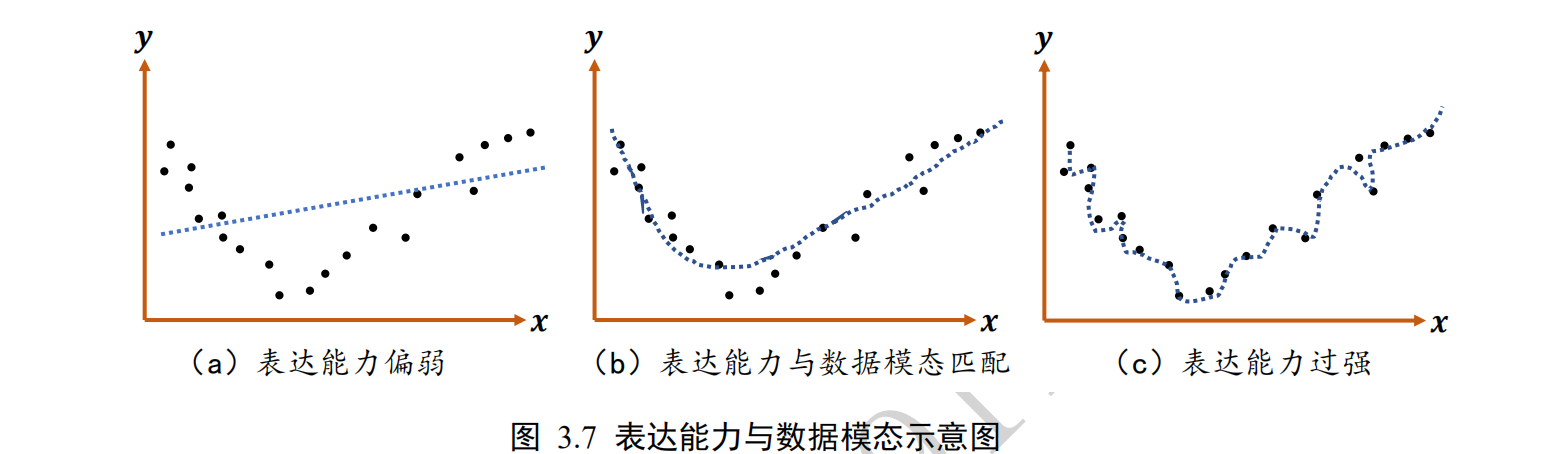 y y y
x x x
（a）表达能力偏弱 （b）表达能力与数据模态匹配 （c）表达能力过强
图 3.7 表达能力与数据模态示意图